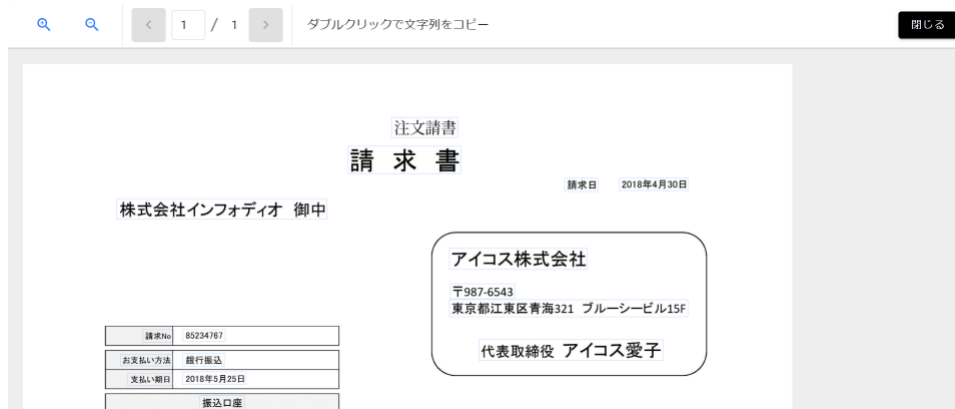 1 / 1 ダブルクリックで文字列をコピー 閉じる
注文請書
請 求 書
請求日 2018年4月30日
株式会社インフォディオ 御中
アイコス株式会社
〒987-6543
東京都江東区青海321 ブルーシービル15F
代表取締役 アイコス愛子
請求No 85234767
お支払い方法 銀行振込
支払い期日 2018年5月25日
振込口座